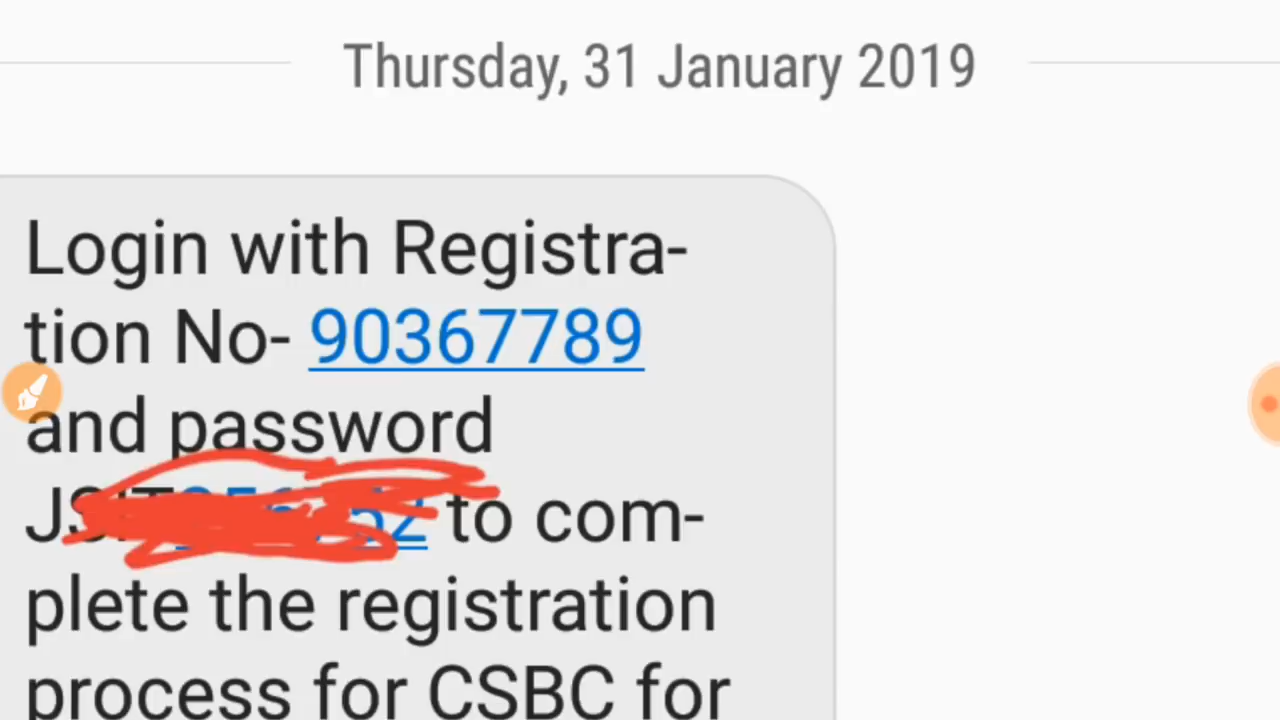 Thursday, 31 January 2019
Login with Registra-
tion No- 90367789
and password
to com-
plete the registration
process for CSBC for